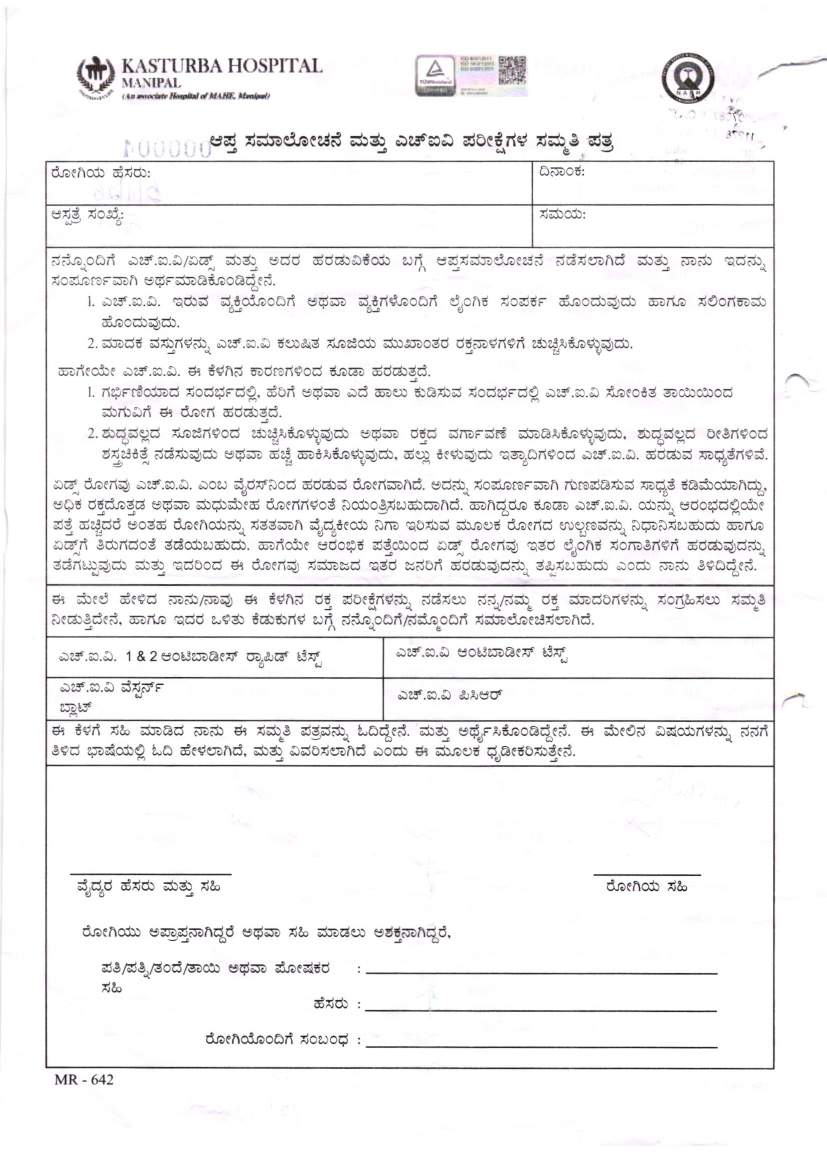 KASTURBA HOSPITAL
MANIPAL
(An associate Hospital of MAHE, Manipal)
ಆಪ್ತ ಸಮಾಲೋಚನೆ ಮತ್ತು ಎಚ್‌ಐವಿ ಪರೀಕ್ಷೆಗಳ ಸಮ್ಮತಿ ಪತ್ರ
ರೋಗಿಯ ಹೆಸರು:
ದಿನಾಂಕ:
ಆಸ್ಪತ್ರೆ ಸಂಖ್ಯೆ:
ಸಮಯ:
ನನ್ನೊಂದಿಗೆ ಎಚ್.ಐ.ವಿ/ಏಡ್ಸ್ ಮತ್ತು ಅದರ ಹರಡುವಿಕೆಯ ಬಗ್ಗೆ ಆಪ್ತಸಮಾಲೋಚನೆ ನಡೆಸಲಾಗಿದೆ ಮತ್ತು ನಾನು ಇದನ್ನು
ಸಂಪೂರ್ಣವಾಗಿ ಅರ್ಥಮಾಡಿಕೊಂಡಿದ್ದೇನೆ.
1. ಎಚ್.ಐ.ವಿ. ಇರುವ ವ್ಯಕ್ತಿಯೊಂದಿಗೆ ಅಥವಾ ವ್ಯಕ್ತಿಗಳೊಂದಿಗೆ ಲೈಂಗಿಕ ಸಂಪರ್ಕ ಹೊಂದುವುದು ಹಾಗೂ ಸಲಿಂಗಕಾಮ
ಹೊಂದುವುದು.
2. ಮಾದಕ ವಸ್ತುಗಳನ್ನು ಎಚ್.ಐ.ವಿ ಕಲುಷಿತ ಸೂಜಿಯ ಮುಖಾಂತರ ರಕ್ತನಾಳಗಳಿಗೆ ಚುಚ್ಚಿಸಿಕೊಳ್ಳುವುದು.
ಹಾಗೇಯೇ ಎಚ್.ಐ.ವಿ. ಈ ಕೆಳಗಿನ ಕಾರಣಗಳಿಂದ ಕೂಡಾ ಹರಡುತ್ತದೆ.
1. ಗರ್ಭಿಣಿಯಾದ ಸಂದರ್ಭದಲ್ಲಿ, ಹೆರಿಗೆ ಅಥವಾ ಎದೆ ಹಾಲು ಕುಡಿಸುವ ಸಂದರ್ಭದಲ್ಲಿ ಎಚ್.ಐ.ವಿ ಸೋಂಕಿತ ತಾಯಿಯಿಂದ
ಮಗುವಿಗೆ ಈ ರೋಗ ಹರಡುತ್ತದೆ.
2. ಶುದ್ಧವಲ್ಲದ ಸೂಜಿಗಳಿಂದ ಚುಚ್ಚಿಸಿಕೊಳ್ಳುವುದು ಅಥವಾ ರಕ್ತದ ವರ್ಗಾವಣೆ ಮಾಡಿಸಿಕೊಳ್ಳುವುದು, ಶುದ್ಧವಲ್ಲದ ರೀತಿಗಳಿಂದ
ಶಸ್ತ್ರಚಿಕಿತ್ಸೆ ನಡೆಸುವುದು ಅಥವಾ ಹಚ್ಚೆ ಹಾಕಿಸಿಕೊಳ್ಳುವುದು, ಹಲ್ಲು ಕೀಳುವುದು ಇತ್ಯಾದಿಗಳಿಂದ ಎಚ್.ಐ.ವಿ. ಹರಡುವ ಸಾಧ್ಯತೆಗಳಿವೆ.
ಏಡ್ಸ್ ರೋಗವು ಎಚ್.ಐ.ವಿ. ಎಂಬ ವೈರಸ್‌ನಿಂದ ಹರಡುವ ರೋಗವಾಗಿದೆ. ಅದನ್ನು ಸಂಪೂರ್ಣವಾಗಿ ಗುಣಪಡಿಸುವ ಸಾಧ್ಯತೆ ಕಡಿಮೆಯಾಗಿದ್ದು,
ಅಧಿಕ ರಕ್ತದೊತ್ತಡ ಅಥವಾ ಮಧುಮೇಹ ರೋಗಗಳಂತೆ ನಿಯಂತ್ರಿಸಬಹುದಾಗಿದೆ. ಹಾಗಿದ್ದರೂ ಕೂಡಾ ಎಚ್.ಐ.ವಿ. ಯನ್ನು ಆರಂಭದಲ್ಲಿಯೇ
ಪತ್ತೆ ಹಚ್ಚಿದರೆ ಅಂತಹ ರೋಗಿಯನ್ನು ಸತತವಾಗಿ ವೈದ್ಯಕೀಯ ನಿಗಾ ಇರಿಸುವ ಮೂಲಕ ರೋಗದ ಉಲ್ಬಣವನ್ನು ನಿಧಾನಿಸಬಹುದು ಹಾಗೂ
ಏಡ್ಸ್‌ಗೆ ತಿರುಗದಂತೆ ತಡೆಯಬಹುದು. ಹಾಗೆಯೇ ಆರಂಭಿಕ ಪತ್ತೆಯಿಂದ ಏಡ್ಸ್ ರೋಗವು ಇತರ ಲೈಂಗಿಕ ಸಂಗಾತಿಗಳಿಗೆ ಹರಡುವುದನ್ನು
ತಡೆಗಟ್ಟುವುದು ಮತ್ತು ಇದರಿಂದ ಈ ರೋಗವು ಸಮಾಜದ ಇತರ ಜನರಿಗೆ ಹರಡುವುದನ್ನು ತಪ್ಪಿಸಬಹುದು ಎಂದು ನಾನು ತಿಳಿದಿದ್ದೇನೆ.
ಈ ಮೇಲೆ ಹೇಳಿದ ನಾನು/ನಾವು ಈ ಕೆಳಗಿನ ರಕ್ತ ಪರೀಕ್ಷೆಗಳನ್ನು ನಡೆಸಲು ನನ್ನ/ನಮ್ಮ ರಕ್ತ ಮಾದರಿಗಳನ್ನು ಸಂಗ್ರಹಿಸಲು ಸಮ್ಮತಿ
ನೀಡುತ್ತಿದೇನೆ, ಹಾಗೂ ಇದರ ಒಳಿತು ಕೆಡುಕುಗಳ ಬಗ್ಗೆ ನನ್ನೊಂದಿಗೆ/ನಮ್ಮೊಂದಿಗೆ ಸಮಾಲೋಚಿಸಲಾಗಿದೆ.
ಎಚ್.ಐ.ವಿ. 1 & 2 ಆಂಟಿಬಾಡೀಸ್ ರ‍್ಯಾಪಿಡ್ ಟೆಸ್ಟ್
ಎಚ್.ಐ.ವಿ ಆಂಟಿಬಾಡೀಸ್ ಟೆಸ್ಟ್
ಎಚ್.ಐ.ವಿ ವೆಸ್ಟರ್ನ್
ಬ್ಲಾಟ್
ಎಚ್.ಐ.ವಿ ಪಿಸಿಆರ್
ಈ ಕೆಳಗೆ ಸಹಿ ಮಾಡಿದ ನಾನು ಈ ಸಮ್ಮತಿ ಪತ್ರವನ್ನು ಓದಿದ್ದೇನೆ. ಮತ್ತು ಅರ್ಥೈಸಿಕೊಂಡಿದ್ದೇನೆ. ಈ ಮೇಲಿನ ವಿಷಯಗಳನ್ನು ನನಗೆ
ತಿಳಿದ ಭಾಷೆಯಲ್ಲಿ ಓದಿ ಹೇಳಲಾಗಿದೆ, ಮತ್ತು ವಿವರಿಸಲಾಗಿದೆ ಎಂದು ಈ ಮೂಲಕ ಧೃಡೀಕರಿಸುತ್ತೇನೆ.
ವೈದ್ಯರ ಹೆಸರು ಮತ್ತು ಸಹಿ
ರೋಗಿಯ ಸಹಿ
ರೋಗಿಯು ಅಪ್ರಾಪ್ತನಾಗಿದ್ದರೆ ಅಥವಾ ಸಹಿ ಮಾಡಲು ಅಶಕ್ತನಾಗಿದ್ದರೆ,
ಪತಿ/ಪತ್ನಿ/ತಂದೆ/ತಾಯಿ ಅಥವಾ ಪೋಷಕರ :
ಸಹಿ
ಹೆಸರು :
ರೋಗಿಯೊಂದಿಗೆ ಸಂಬಂಧ :
MR - 642